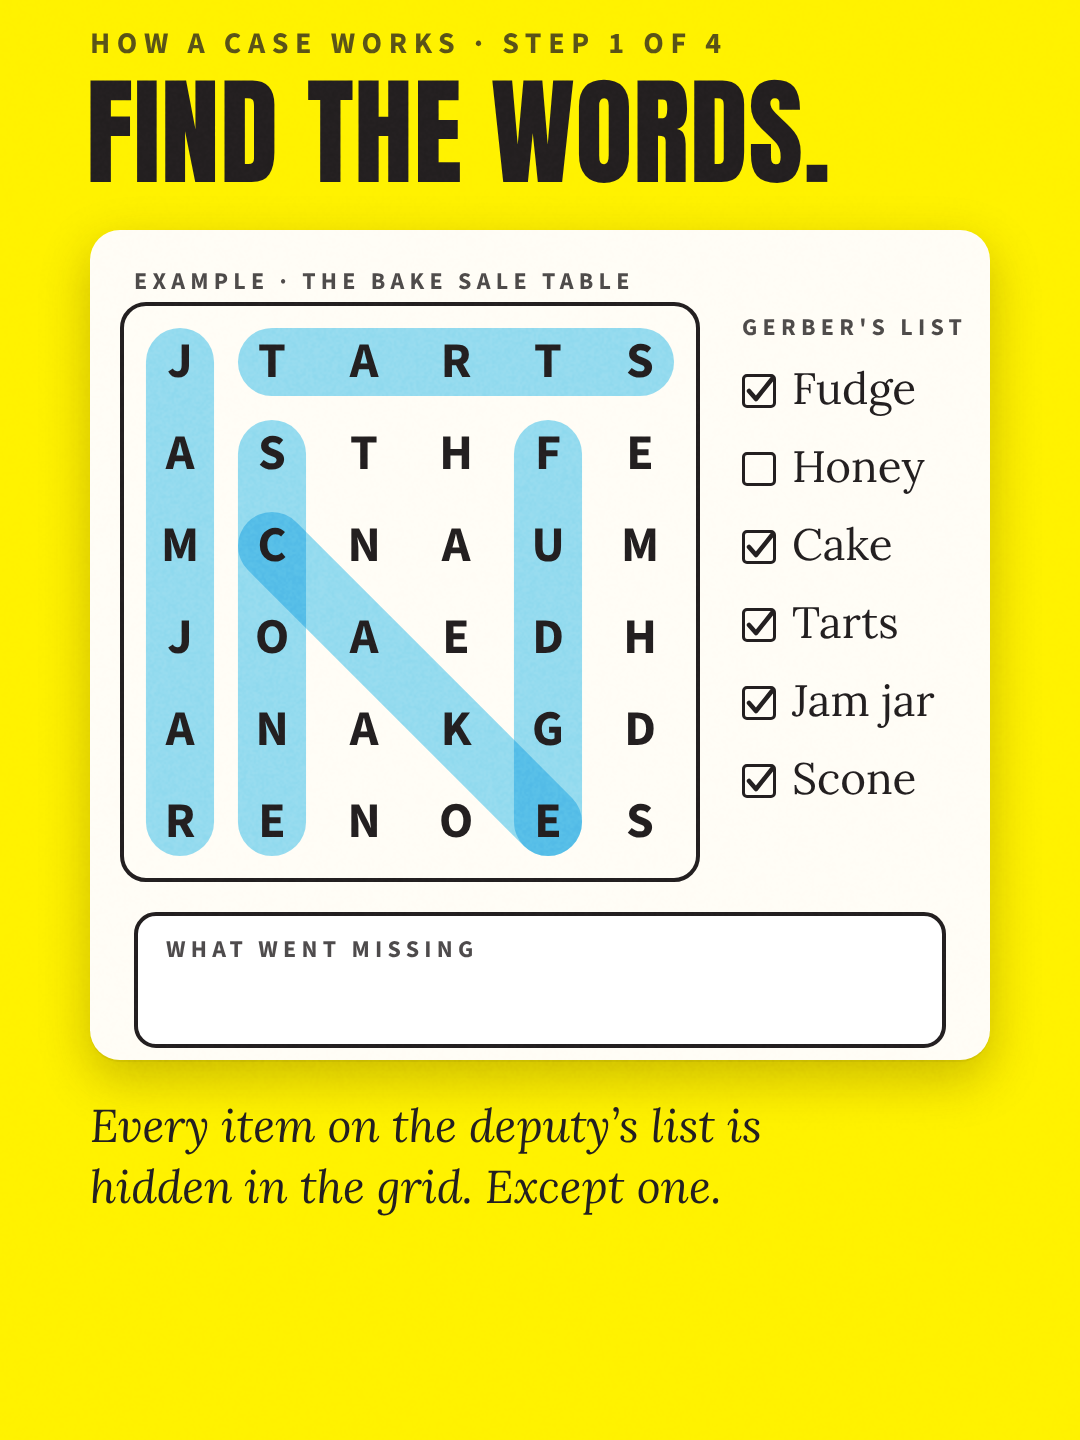 HOW A CASE WORKS · STEP 1 OF 4
FIND THE WORDS.
EXAMPLE · THE BAKE SALE TABLE
J T A R T S
A S T H F E
M C N A U M
J O A E D H
A N A K G D
R E N O E S
GERBER'S LIST
Fudge
Honey
Cake
Tarts
Jam jar
Scone
WHAT WENT MISSING
Every item on the deputy’s list is
hidden in the grid. Except one.